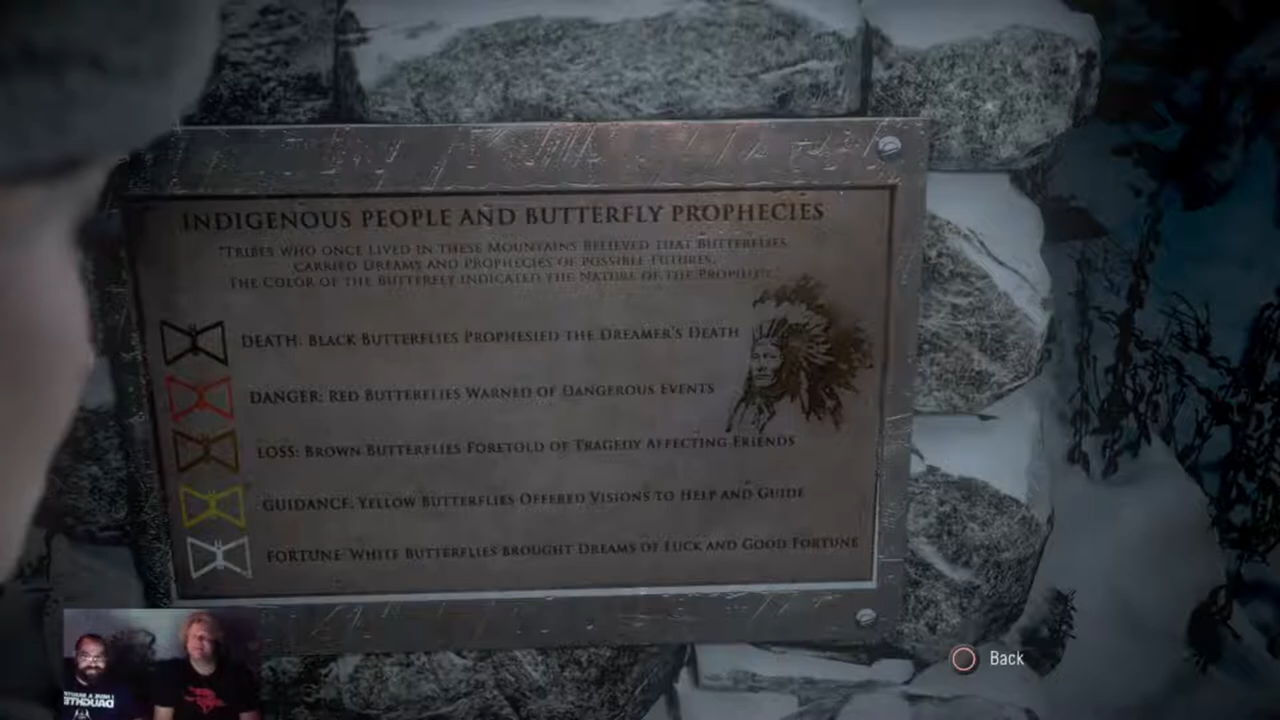 INDIGENOUS PEOPLE AND BUTTERFLY PROPHECIES
"TRIBES WHO ONCE LIVED IN THESE MOUNTAINS BELIEVED THAT BUTTERFLIES
CARRIED DREAMS AND PROPHECIES OF POSSIBLE FUTURES.
THE COLOR OF THE BUTTERFLY INDICATED THE NATURE OF THE PROPHECY."
DEATH: BLACK BUTTERFLIES PROPHESIED THE DREAMER'S DEATH
DANGER: RED BUTTERFLIES WARNED OF DANGEROUS EVENTS
LOSS: BROWN BUTTERFLIES FORETOLD OF TRAGEDY AFFECTING FRIENDS
GUIDANCE: YELLOW BUTTERFLIES OFFERED VISIONS TO HELP AND GUIDE
FORTUNE: WHITE BUTTERFLIES BROUGHT DREAMS OF LUCK AND GOOD FORTUNE
Back